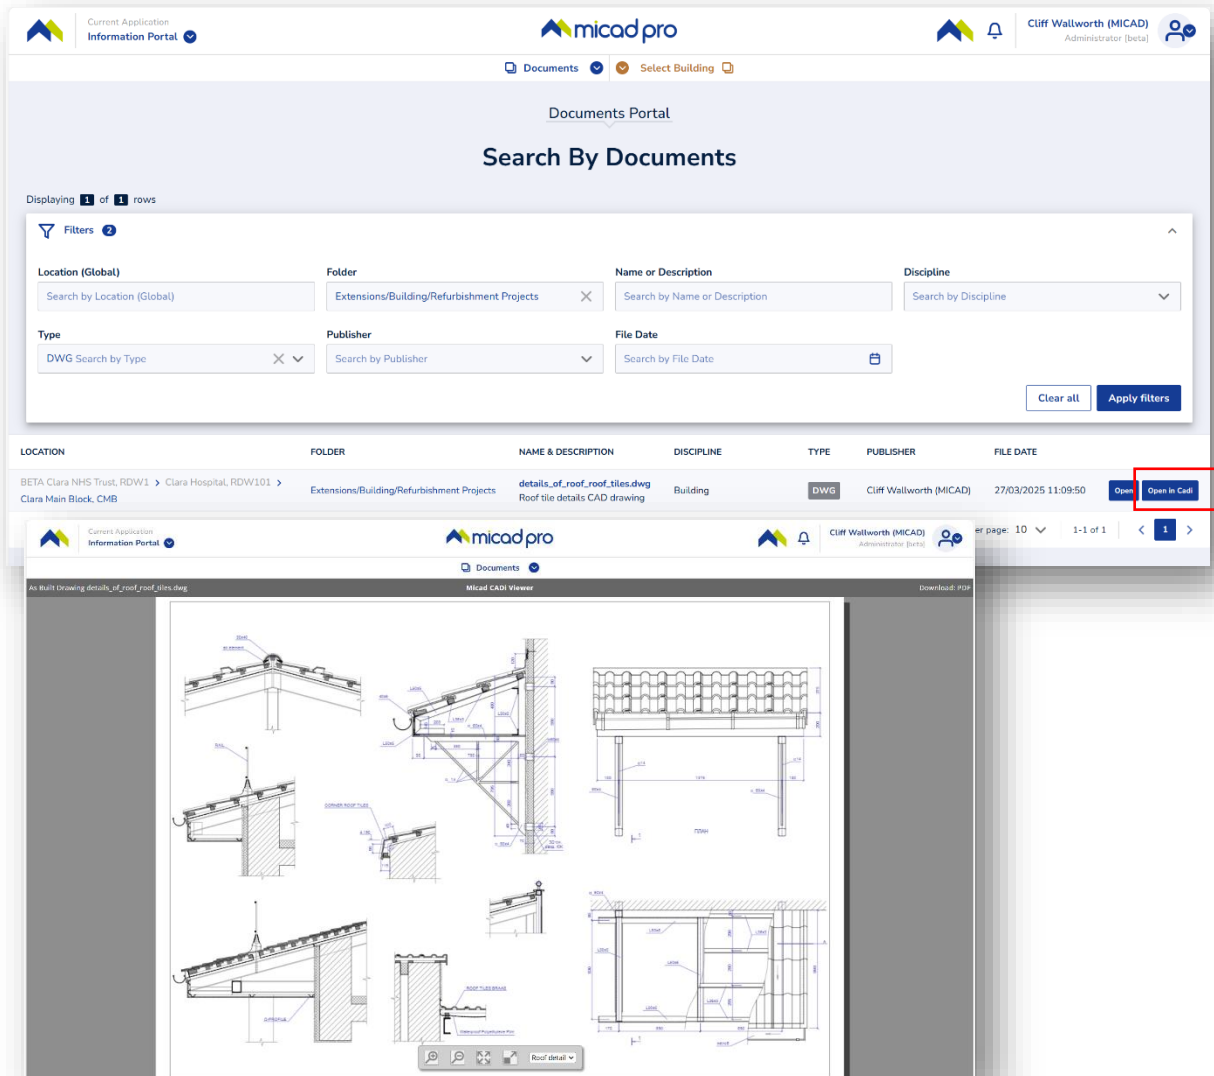 Current Application
Information Portal
micad pro
Cliff Wallworth (MICAD)
Administrator [beta]
Documents
Select Building
Documents Portal
Search By Documents
Displaying 1 of 1 rows
Filters 2
Location (Global) Folder Name or Description Discipline
Search by Location (Global) Extensions/Building/Refurbishment Projects Search by Name or Description Search by Discipline
Type Publisher File Date
DWG Search by Type Search by Publisher Search by File Date
Clear all Apply filters
LOCATION FOLDER NAME & DESCRIPTION DISCIPLINE TYPE PUBLISHER FILE DATE
BETA Clara NHS Trust, RDW1 > Clara Hospital, RDW101 >
Clara Main Block, CMB
Extensions/Building/Refurbishment Projects
details_of_roof_roof_tiles.dwg
Roof tile details CAD drawing
Building DWG Cliff Wallworth (MICAD) 27/03/2025 11:09:50 Open Open in Cadi
er page: 10 1-1 of 1 < 1 >
Current Application
Information Portal
micad pro
Cliff Wallworth (MICAD)
Administrator [beta]
Documents
As Built Drawing details_of_roof_roof_tiles.dwg Micad CADi Viewer Download: PDF
CORNER ROOF TILES
ROOF TILES BRAAS
Roof detail